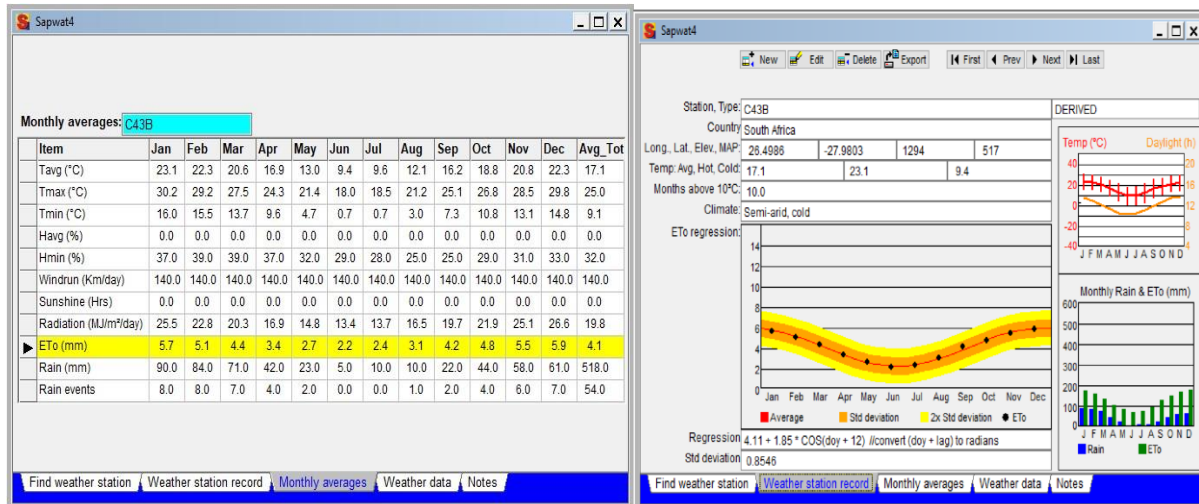 Sapwat4
Monthly averages: C43B
Item Jan Feb Mar Apr May Jun Jul Aug Sep Oct Nov Dec Avg_Tot
Tavg (°C) 23.1 22.3 20.6 16.9 13.0 9.4 9.6 12.1 16.2 18.8 20.8 22.3 17.1
Tmax (°C) 30.2 29.2 27.5 24.3 21.4 18.0 18.5 21.2 25.1 26.8 28.5 29.8 25.0
Tmin (°C) 16.0 15.5 13.7 9.6 4.7 0.7 0.7 3.0 7.3 10.8 13.1 14.8 9.1
Havg (%) 0.0 0.0 0.0 0.0 0.0 0.0 0.0 0.0 0.0 0.0 0.0 0.0 0.0
Hmin (%) 37.0 39.0 39.0 37.0 32.0 29.0 28.0 25.0 25.0 29.0 31.0 33.0 32.0
Windrun (Km/day) 140.0 140.0 140.0 140.0 140.0 140.0 140.0 140.0 140.0 140.0 140.0 140.0 140.0
Sunshine (Hrs) 0.0 0.0 0.0 0.0 0.0 0.0 0.0 0.0 0.0 0.0 0.0 0.0 0.0
Radiation (MJ/m²/day) 25.5 22.8 20.3 16.9 14.8 13.4 13.7 16.5 19.7 21.9 25.1 26.6 19.8
ETo (mm) 5.7 5.1 4.4 3.4 2.7 2.2 2.4 3.1 4.2 4.8 5.5 5.9 4.1
Rain (mm) 90.0 84.0 71.0 42.0 23.0 5.0 10.0 10.0 22.0 44.0 58.0 61.0 518.0
Rain events 8.0 8.0 7.0 4.0 2.0 0.0 0.0 1.0 2.0 4.0 6.0 7.0 54.0
Find weather station Weather station record Monthly averages Weather data Notes
Sapwat4
New Edit Delete Export First Prev Next Last
Station, Type: C43B DERIVED
Country South Africa
Long., Lat., Elev., MAP: 26.4986 -27.9803 1294 517
Temp: Avg, Hot, Cold: 17.1 23.1 9.4
Months above 10ºC: 10.0
Climate: Semi-arid, cold
ETo regression:
14
12
10
8
6
4
2
0
Jan Feb Mar Apr May Jun Jul Aug Sep Oct Nov Dec
Average Std deviation 2x Std deviation ETo
Regression 4.11 + 1.85 * COS(doy + 12) //convert (doy + lag) to radians
Std deviation 0.8546
Temp (°C) Daylight (h)
40 20
20 16
0 12
-20 8
-40 4
J F M A M J J A S O N D
Monthly Rain & ETo (mm)
600
500
400
300
200
100
0
J F M A M J J A S O N D
Rain ETo
Find weather station Weather station record Monthly averages Weather data Notes